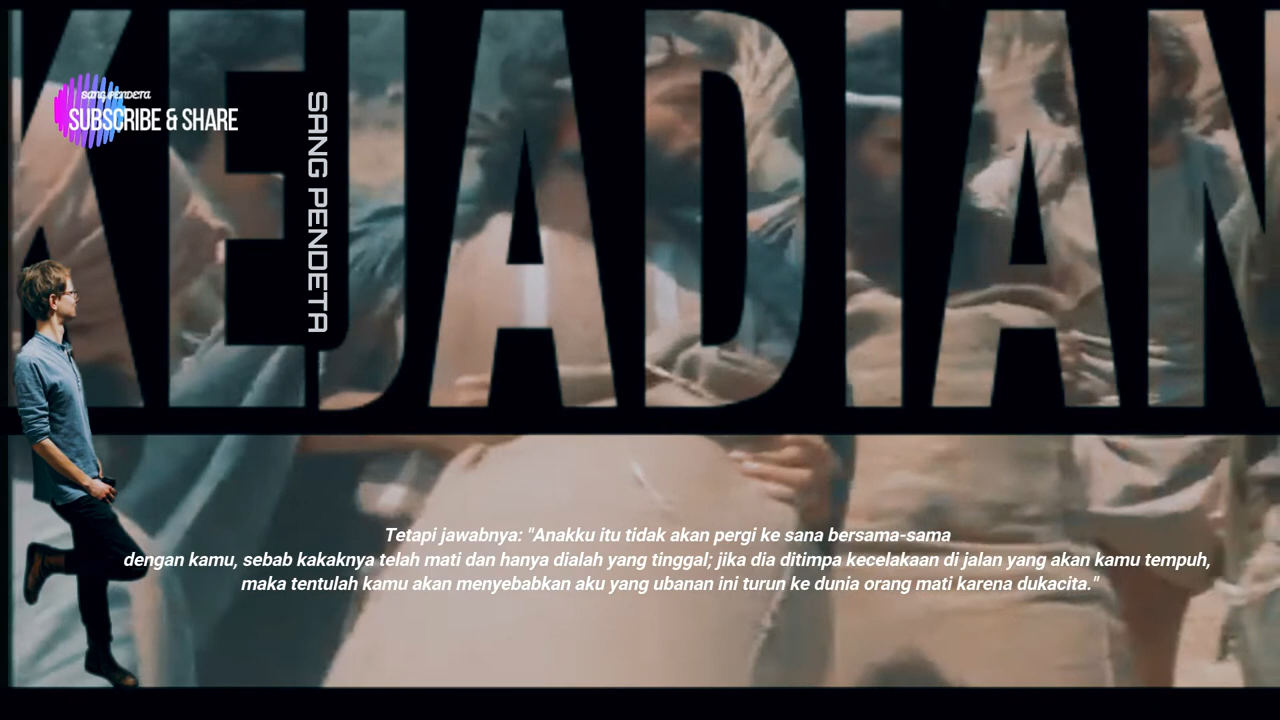 KEJADIAN
sang pendeta
SUBSCRIBE & SHARE
SANG PENDETA
Tetapi jawabnya: "Anakku itu tidak akan pergi ke sana bersama-sama
dengan kamu, sebab kakaknya telah mati dan hanya dialah yang tinggal; jika dia ditimpa kecelakaan di jalan yang akan kamu tempuh,
maka tentulah kamu akan menyebabkan aku yang ubanan ini turun ke dunia orang mati karena dukacita."